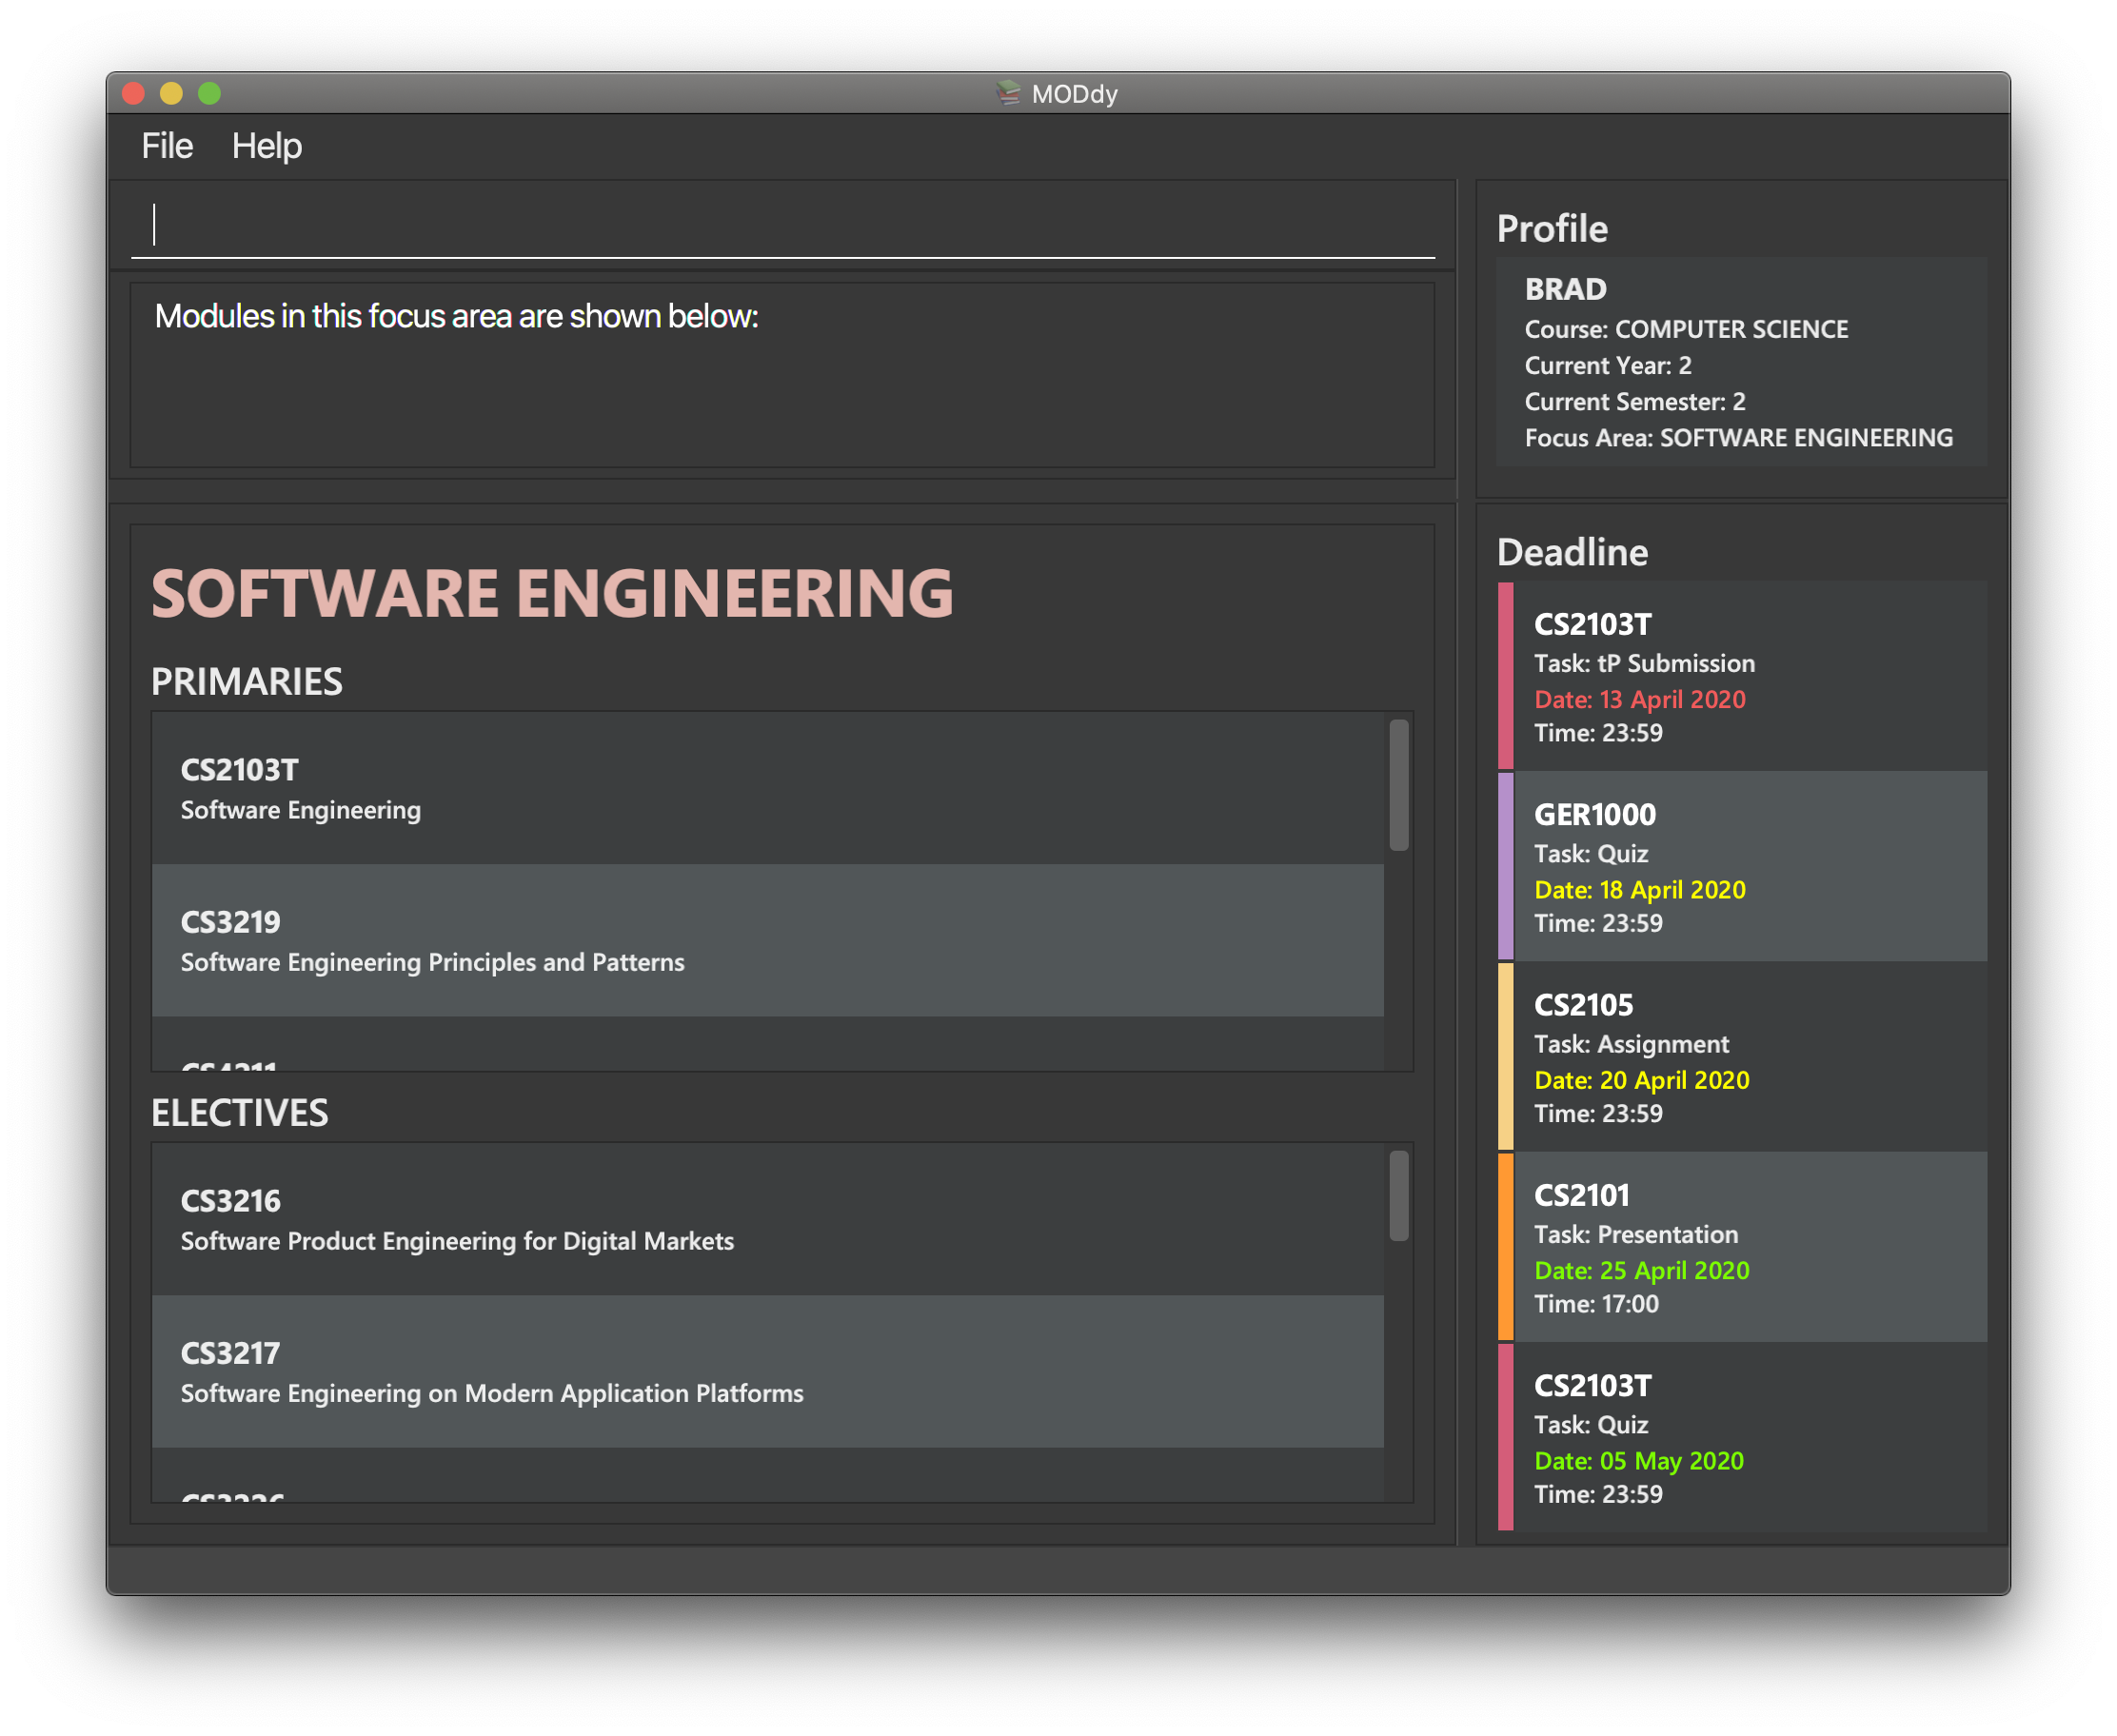 MODdy
File Help
Modules in this focus area are shown below:
SOFTWARE ENGINEERING
PRIMARIES
CS2103T
Software Engineering
CS3219
Software Engineering Principles and Patterns
CS4211
ELECTIVES
CS3216
Software Product Engineering for Digital Markets
CS3217
Software Engineering on Modern Application Platforms
Profile
BRAD
Course: COMPUTER SCIENCE
Current Year: 2
Current Semester: 2
Focus Area: SOFTWARE ENGINEERING
Deadline
CS2103T
Task: tP Submission
Date: 13 April 2020
Time: 23:59
GER1000
Task: Quiz
Date: 18 April 2020
Time: 23:59
CS2105
Task: Assignment
Date: 20 April 2020
Time: 23:59
CS2101
Task: Presentation
Date: 25 April 2020
Time: 17:00
CS2103T
Task: Quiz
Date: 05 May 2020
Time: 23:59